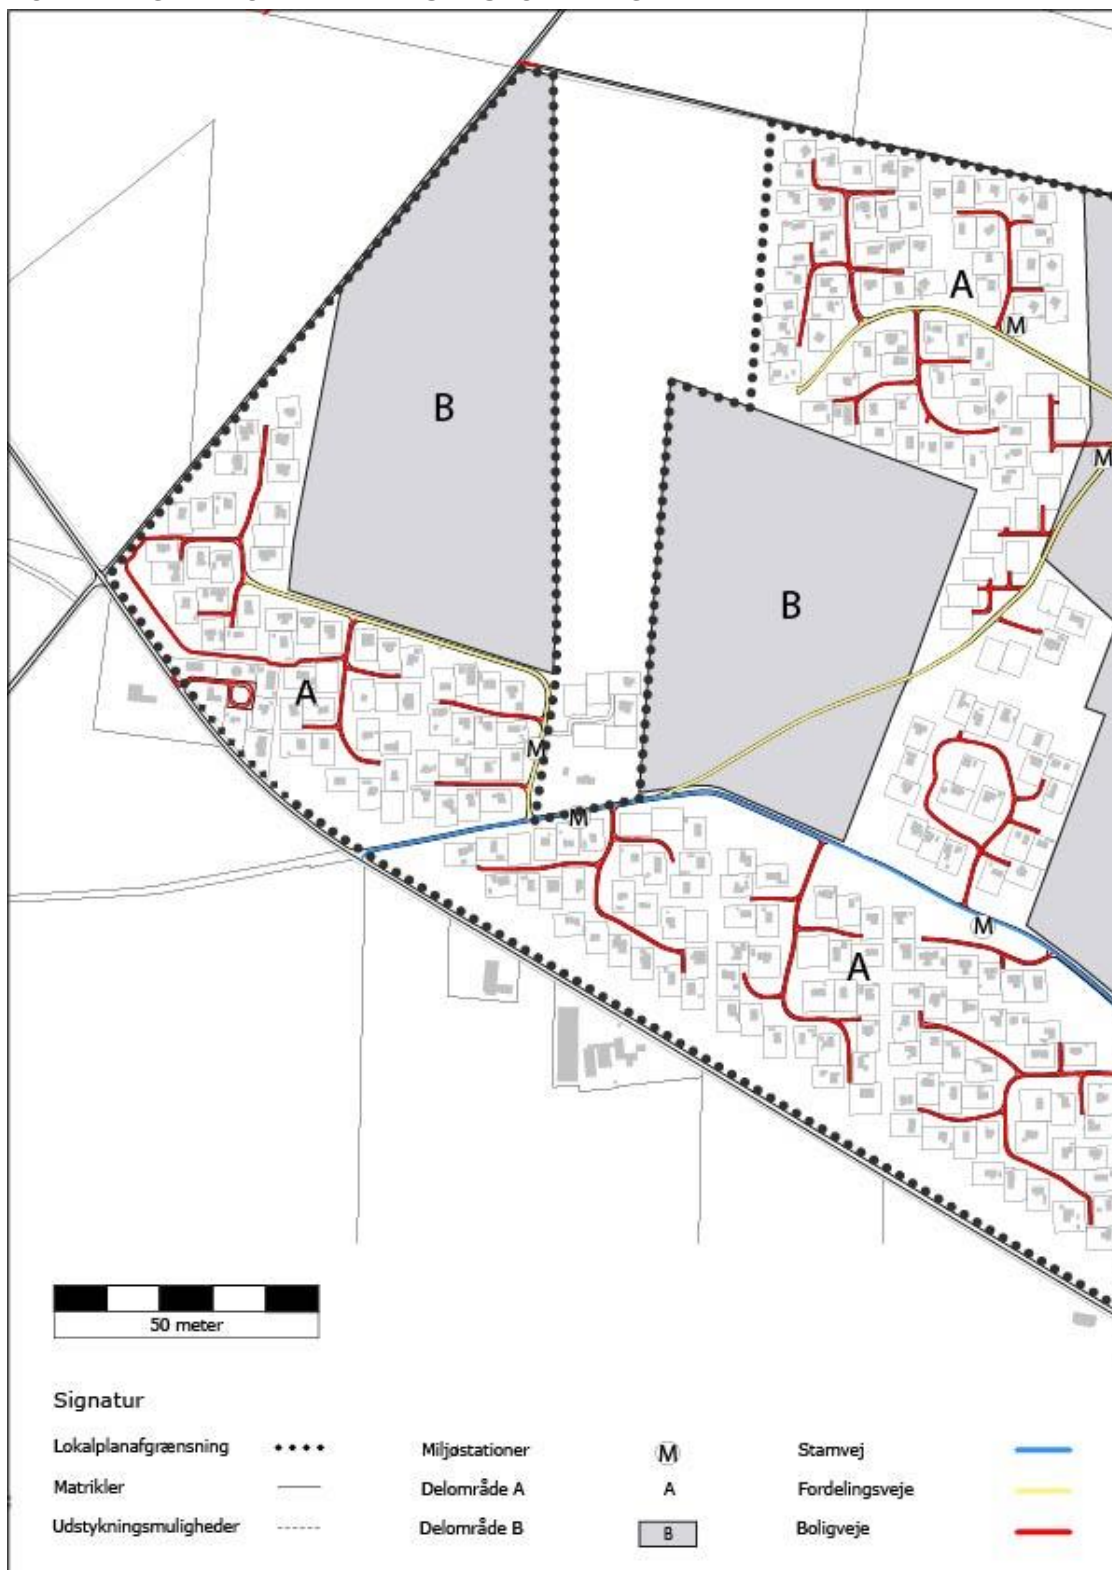 A
M
B
M
B
A
M
M
M
A
50 meter
Signatur
Lokalplanafgrænsning
Miljøstationer
M
Stamvej
Matrikler
Delområde A
A
Fordelingsveje
Udstykningsmuligheder
Delområde B
B
Boligveje